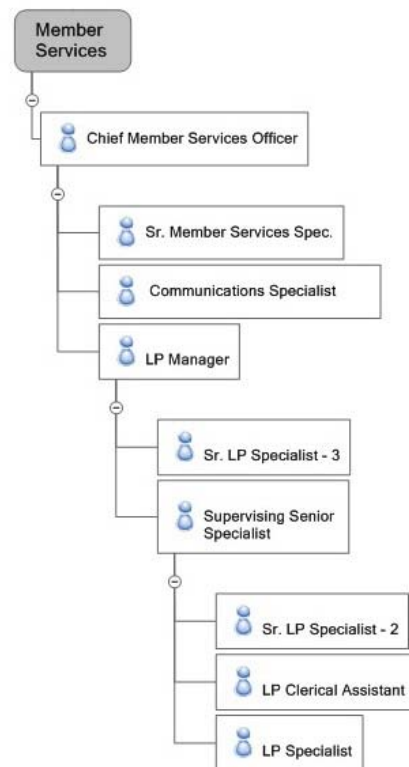 Member
Services
Chief Member Services Officer
Sr. Member Services Spec.
Communications Specialist
LP Manager
Sr. LP Specialist - 3
Supervising Senior
Specialist
Sr. LP Specialist - 2
LP Clerical Assistant
LP Specialist